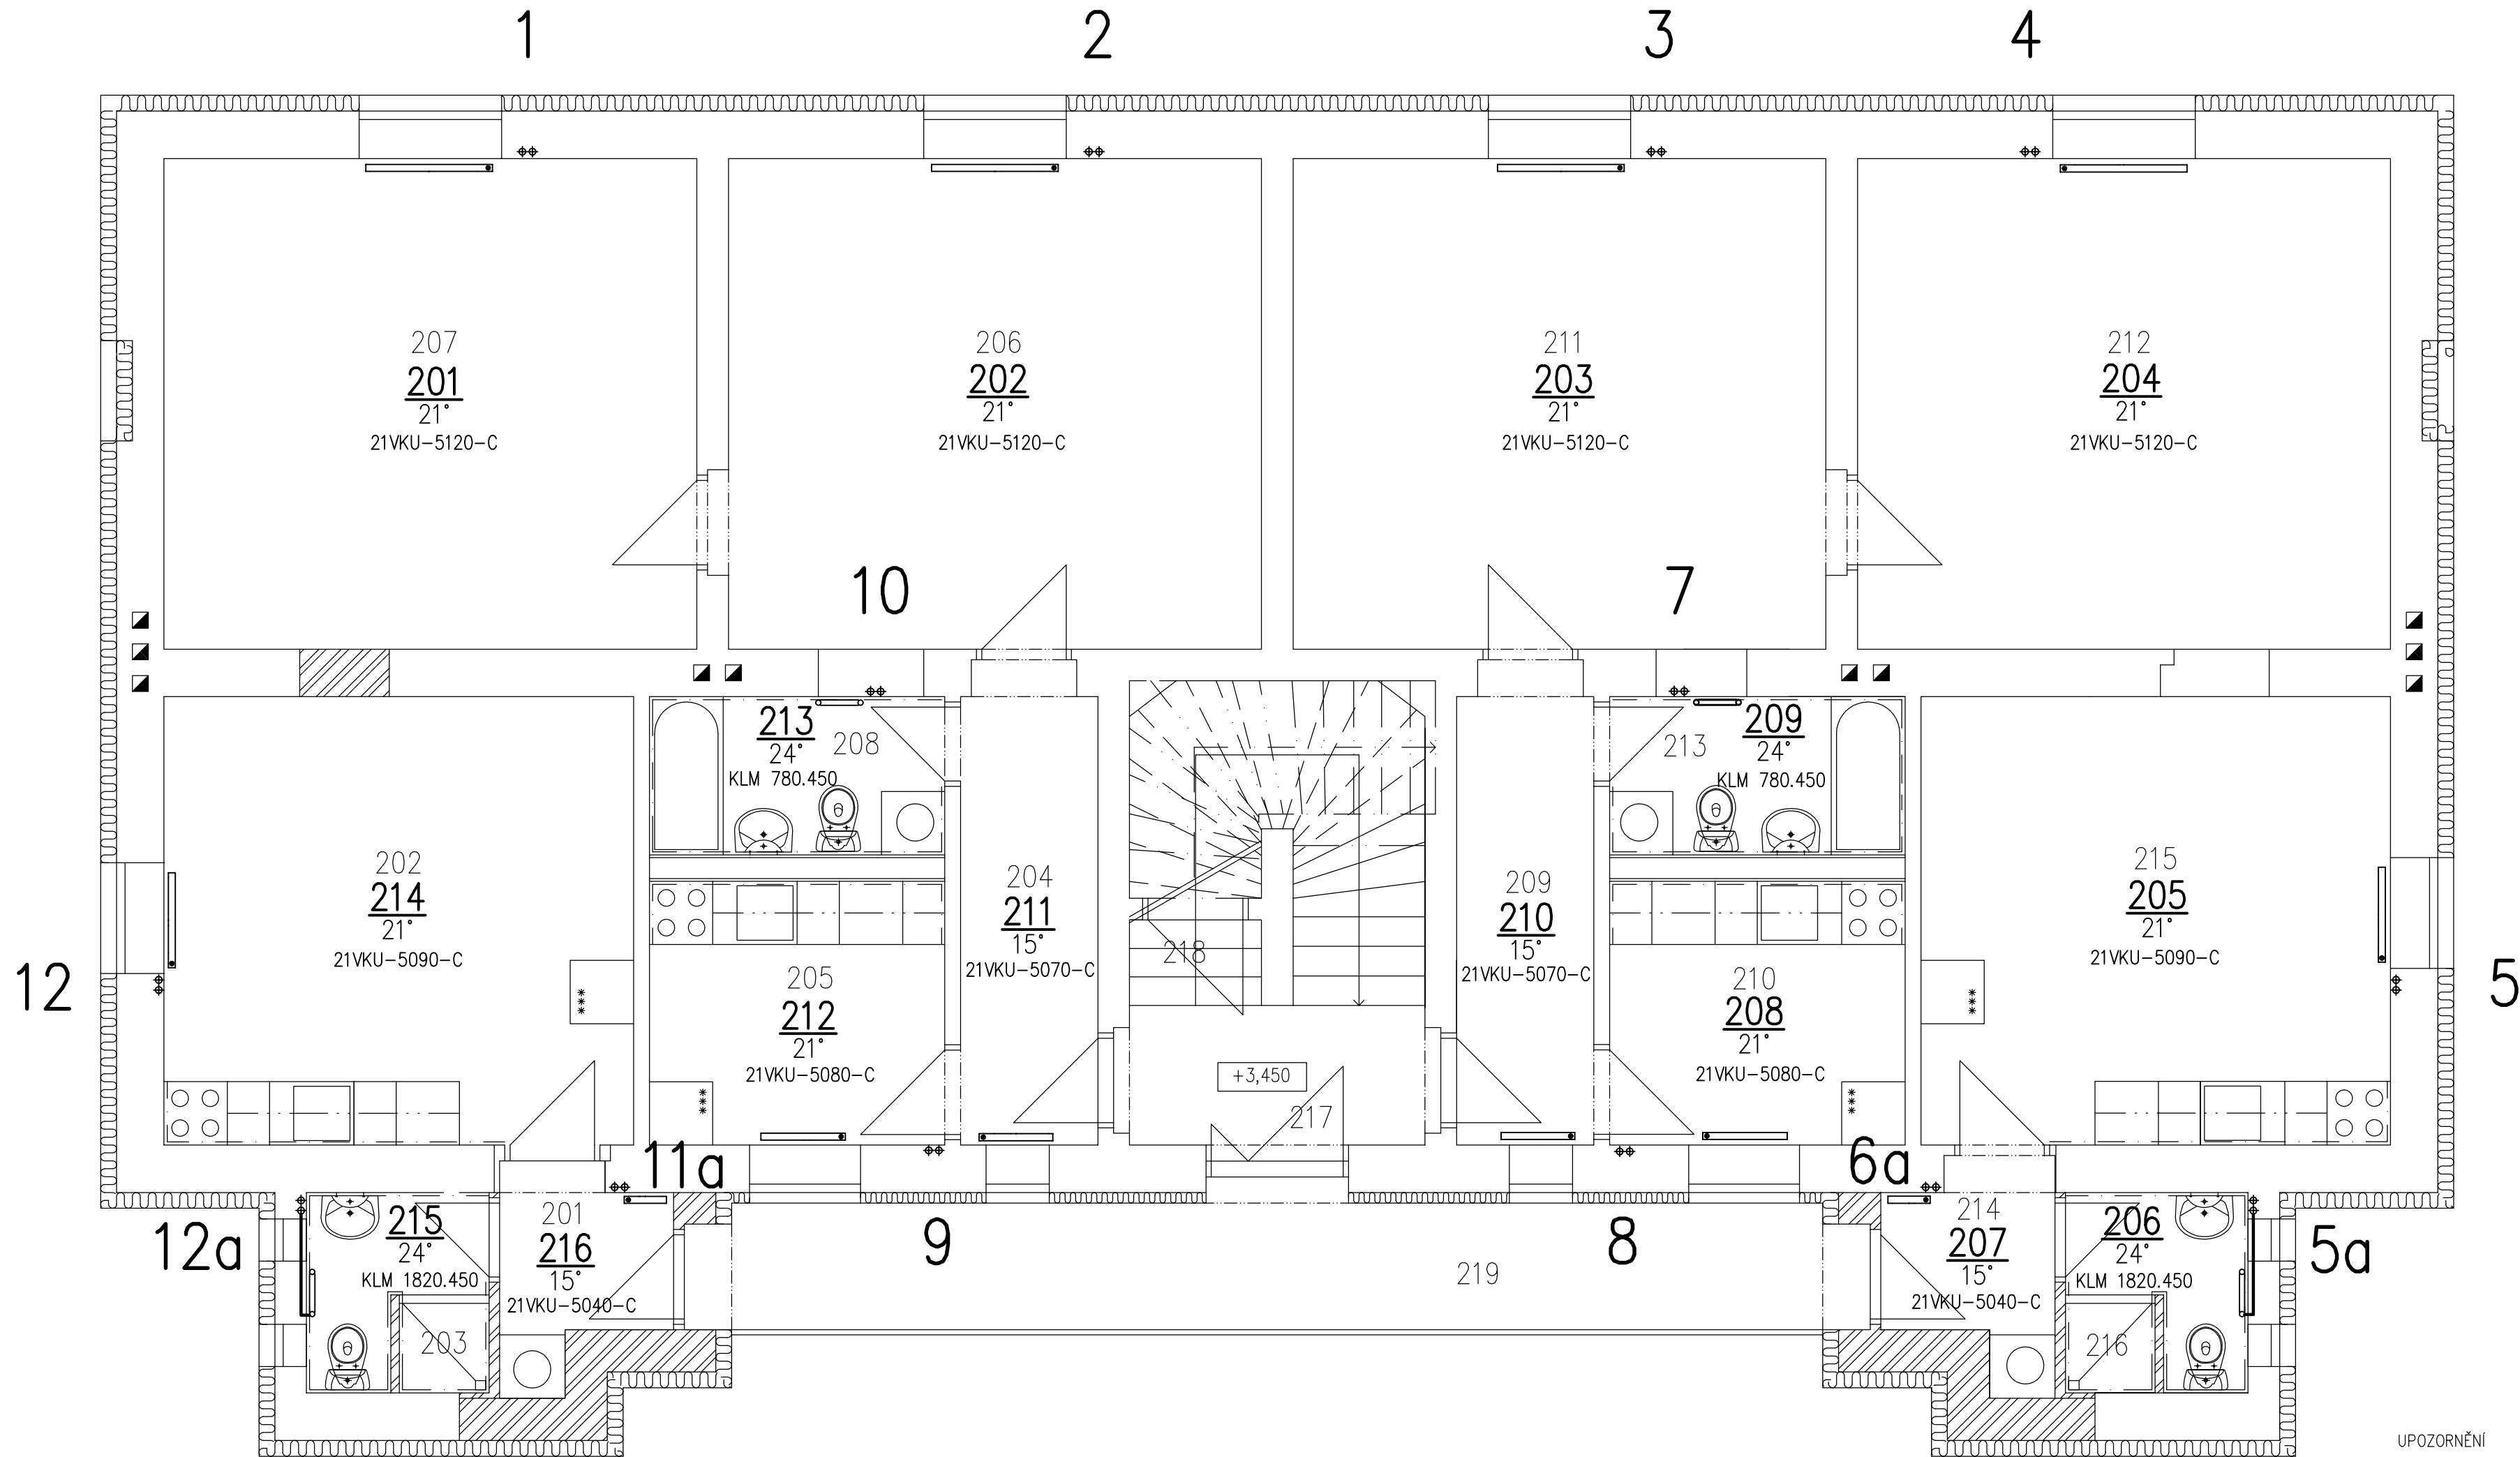 1
2
3
4
207
201
21°
21VKU-5120-C
206
202
21°
21VKU-5120-C
211
203
21°
21VKU-5120-C
212
204
21°
21VKU-5120-C
10
7
213
24°
208
KLM 780.450
209
24°
213
KLM 780.450
202
214
21°
21VKU-5090-C
204
211
15°
21VKU-5070-C
218
209
210
15°
21VKU-5070-C
215
205
21°
21VKU-5090-C
12
5
205
212
21°
21VKU-5080-C
210
208
21°
21VKU-5080-C
+3,450
217
11a
6a
12a
215
24°
KLM 1820.450
203
201
216
15°
21VKU-5040-C
9
8
219
214
207
15°
21VKU-5040-C
206
24°
KLM 1820.450
216
5a
UPOZORNĚNÍ